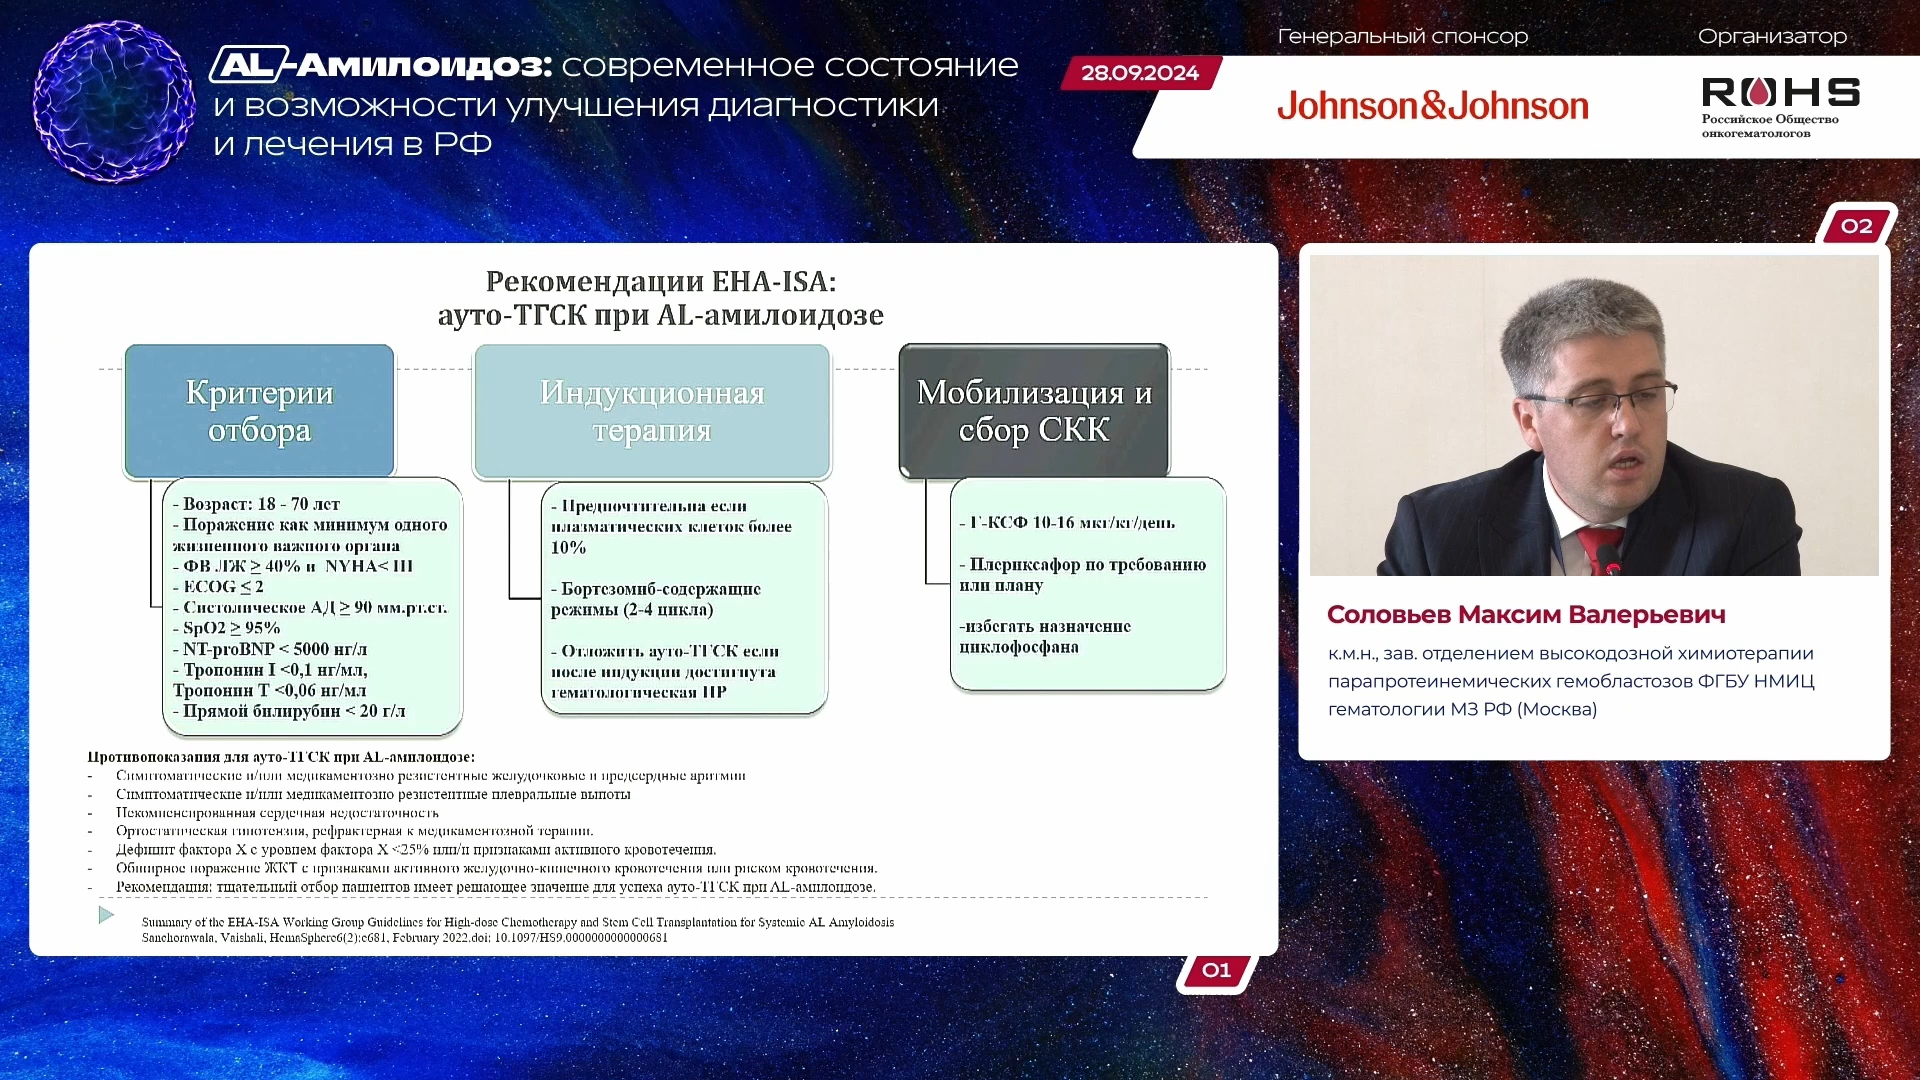 AL-Амилоидоз: современное состояние
и возможности улучшения диагностики
и лечения в РФ
28.09.2024
Генеральный спонсор
Johnson&Johnson
Организатор
ROHS
Российское Общество
онкогематологов
Рекомендации EHA-ISA:
ауто-ТГСК при AL-амилоидозе
Критерии
отбора
- Возраст: 18 - 70 лет
- Поражение как минимум одного
жизненного важного органа
- ФВ ЛЖ ≥ 40% и NYHA< III
- ECOG ≤ 2
- Систолическое АД ≥ 90 мм.рт.ст.
- SpO2 ≥ 95%
- NT-proBNP < 5000 нг/л
- Тропонин I <0,1 нг/мл,
Тропонин Т <0,06 нг/мл
- Прямой билирубин < 20 г/л
Индукционная
терапия
- Предпочтительна если
плазматических клеток более
10%
- Бортезомиб-содержащие
режимы (2-4 цикла)
- Отложить ауто-ТГСК если
после индукции достигнута
гематологическая ПР
Мобилизация и
сбор СКК
- Г-КСФ 10-16 мкг/кг/день
- Плериксафор по требованию
или плану
-избегать назначение
циклофосфана
Противопоказания для ауто-ТГСК при AL-амилоидозе:
- Симптоматические и/или медикаментозно резистентные желудочковые и предсердные аритмии
- Симптоматические и/или медикаментозно резистентные плевральные выпоты
- Некомпенсированная сердечная недостаточность
- Ортостатическая гипотензия, рефрактерная к медикаментозной терапии.
- Дефицит фактора X с уровнем фактора X <25% или/и признаками активного кровотечения.
- Обширное поражение ЖКТ с признаками активного желудочно-кишечного кровотечения или риском кровотечения.
- Рекомендация: тщательный отбор пациентов имеет решающее значение для успеха ауто-ТГСК при AL-амилоидозе.
Summary of the EHA-ISA Working Group Guidelines for High-dose Chemotherapy and Stem Cell Transplantation for Systemic AL Amyloidosis
Sanchorawala, Vaishali, HemaSphere6(2):e681, February 2022.doi: 10.1097/HS9.0000000000000681
01
02
Соловьев Максим Валерьевич
к.м.н., зав. отделением высокодозной химиотерапии
парапротеинемических гемобластозов ФГБУ НМИЦ
гематологии МЗ РФ (Москва)